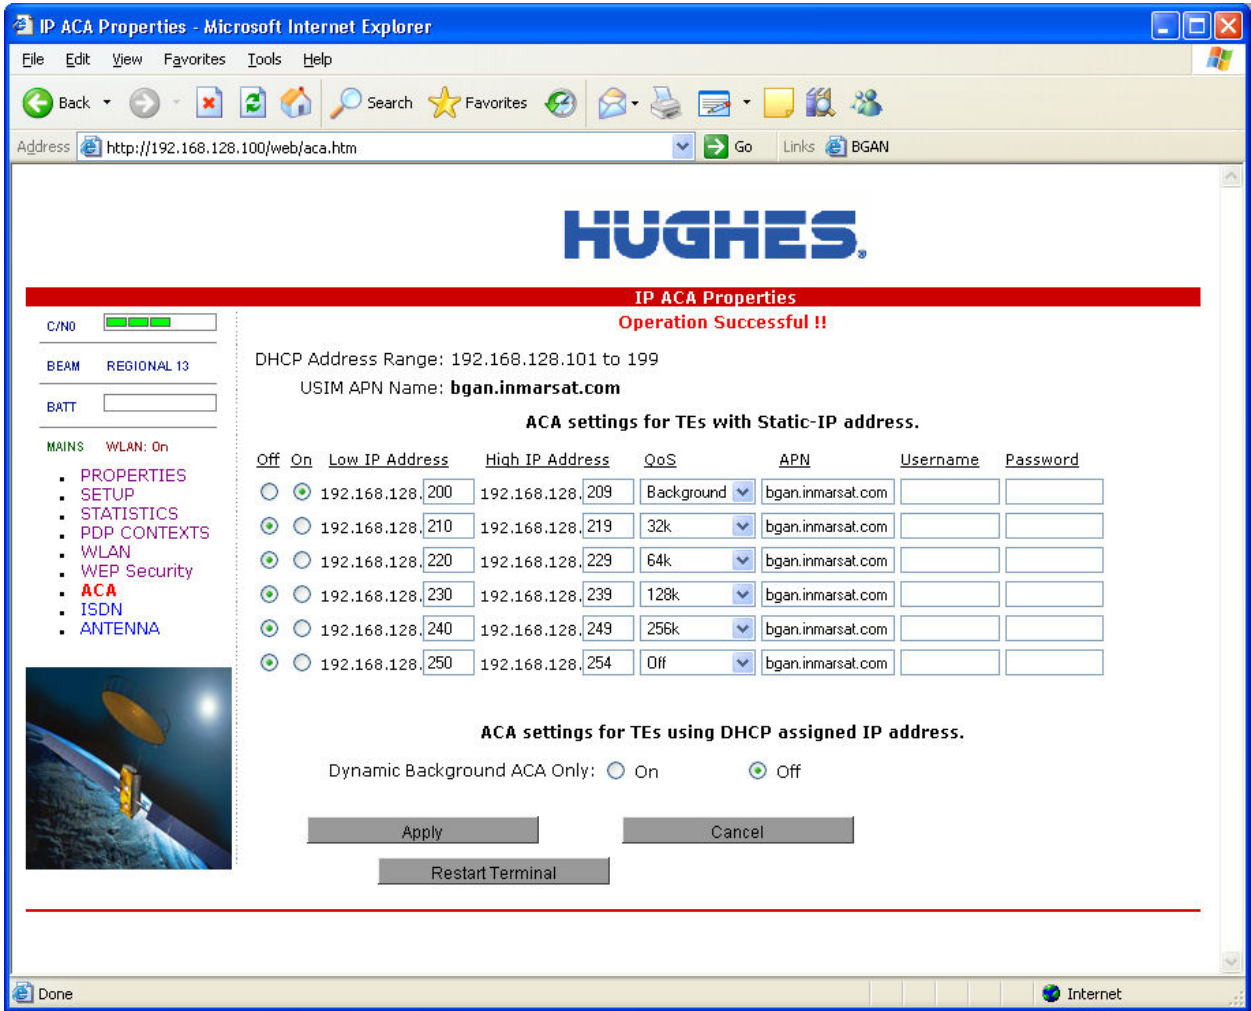 IP ACA Properties - Microsoft Internet Explorer
File Edit View Favorites Tools Help
Back Search Favorites
Address http://192.168.128.100/web/aca.htm Go Links BGAN
HUGHES®
IP ACA Properties
Operation Successful !!
C/N0
BEAM REGIONAL 13
BATT
MAINS WLAN: On
PROPERTIES
SETUP
STATISTICS
PDP CONTEXTS
WLAN
WEP Security
ACA
ISDN
ANTENNA
DHCP Address Range: 192.168.128.101 to 199
USIM APN Name: bgan.inmarsat.com
ACA settings for TEs with Static-IP address.
Off On Low IP Address High IP Address QoS APN Username Password
192.168.128. 200 192.168.128. 209 Background bgan.inmarsat.com
192.168.128. 210 192.168.128. 219 32k bgan.inmarsat.com
192.168.128. 220 192.168.128. 229 64k bgan.inmarsat.com
192.168.128. 230 192.168.128. 239 128k bgan.inmarsat.com
192.168.128. 240 192.168.128. 249 256k bgan.inmarsat.com
192.168.128. 250 192.168.128. 254 Off bgan.inmarsat.com
ACA settings for TEs using DHCP assigned IP address.
Dynamic Background ACA Only: On Off
Apply Cancel
Restart Terminal
Done Internet